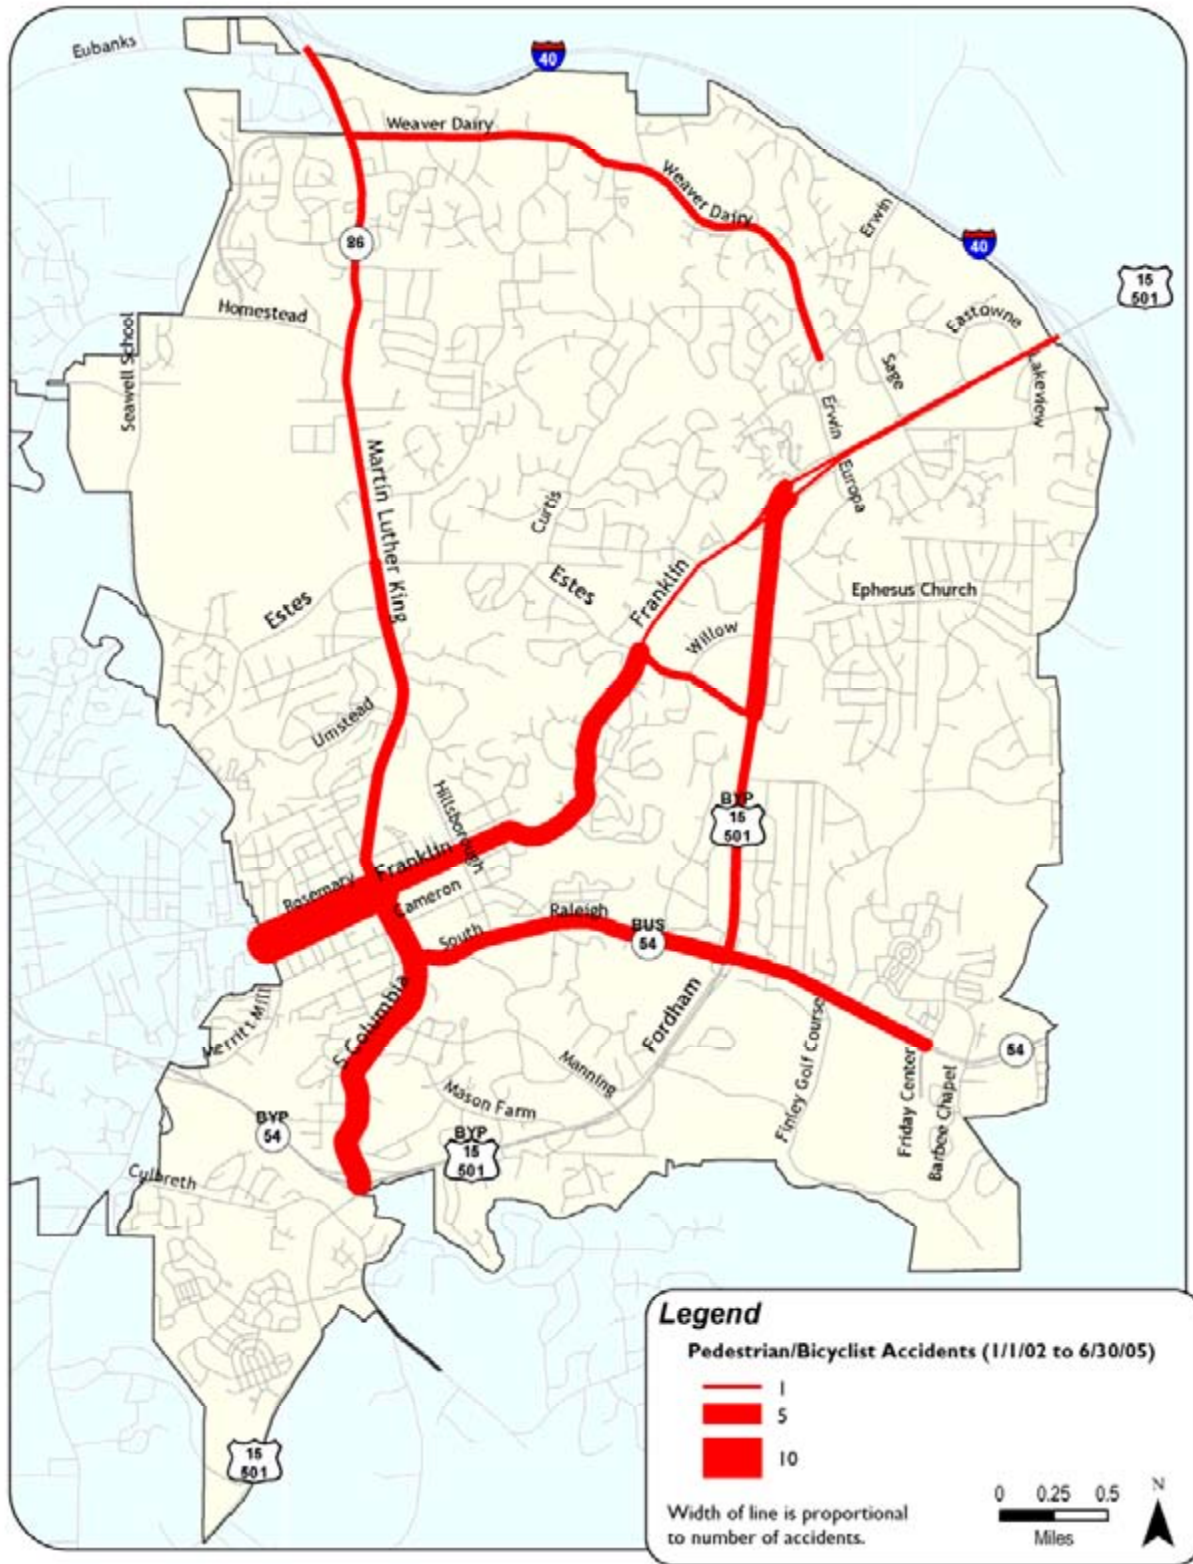 Eubanks
40
Weaver Dairy
Weaver Dairy
Erwin
86
40
15
501
Homestead
Eastowne
Seawell School
Sage
Lakeview
Erwin
Martin Luther King
Europa
Curtis
Estes
Estes
Franklin
Ephesus Church
Willow
Umstead
Hillsborough
BYP
15
501
Franklin
Rosemary
Cameron
Raleigh
South
BUS
54
S Columbia
Fordham
Merrit's Mill
Finley Golf Course
Manning
54
Mason Farm
Friday Center
Barbee Chapel
BYP
54
BYP
15
501
Culbreth
15
501
Legend
Pedestrian/Bicyclist Accidents (1/1/02 to 6/30/05)
1
5
10
Width of line is proportional
to number of accidents.
0 0.25 0.5
Miles
N